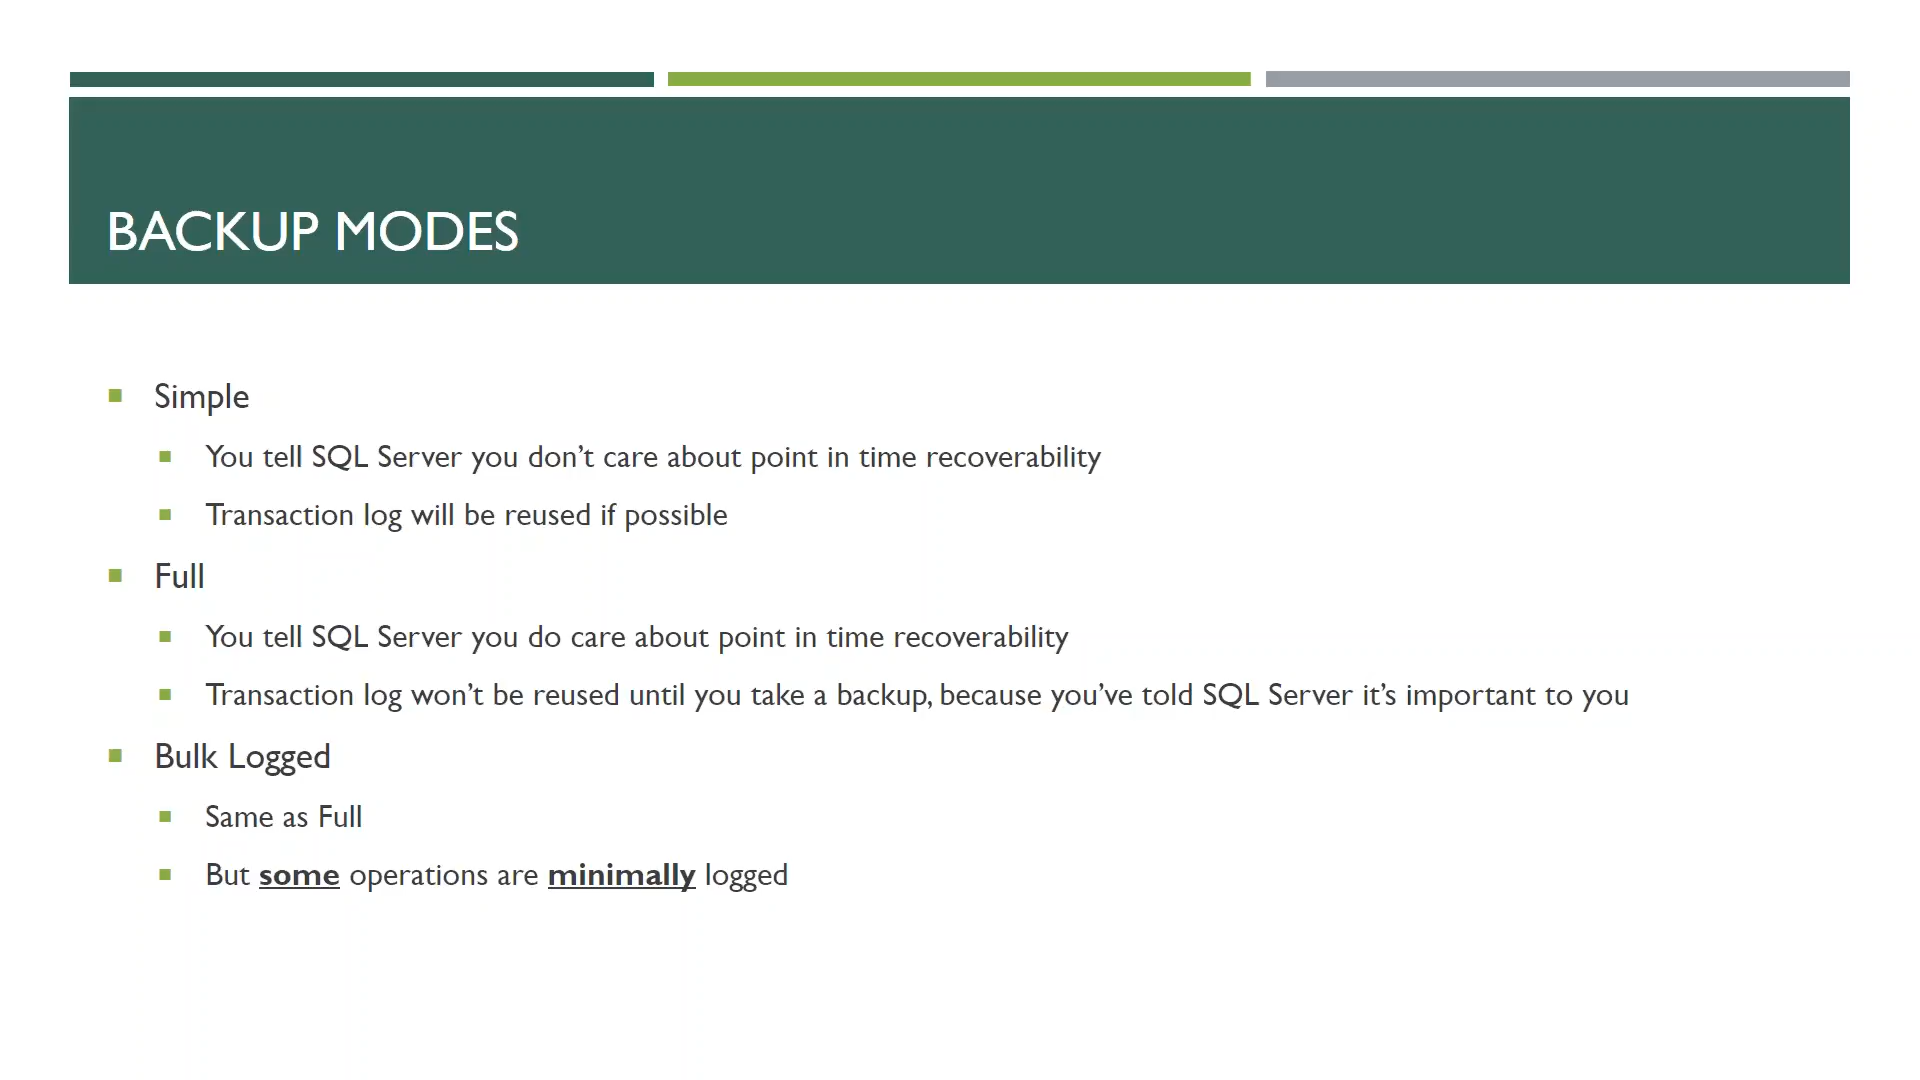 BACKUP MODES
Simple
You tell SQL Server you don’t care about point in time recoverability
Transaction log will be reused if possible
Full
You tell SQL Server you do care about point in time recoverability
Transaction log won’t be reused until you take a backup, because you’ve told SQL Server it’s important to you
Bulk Logged
Same as Full
But some operations are minimally logged